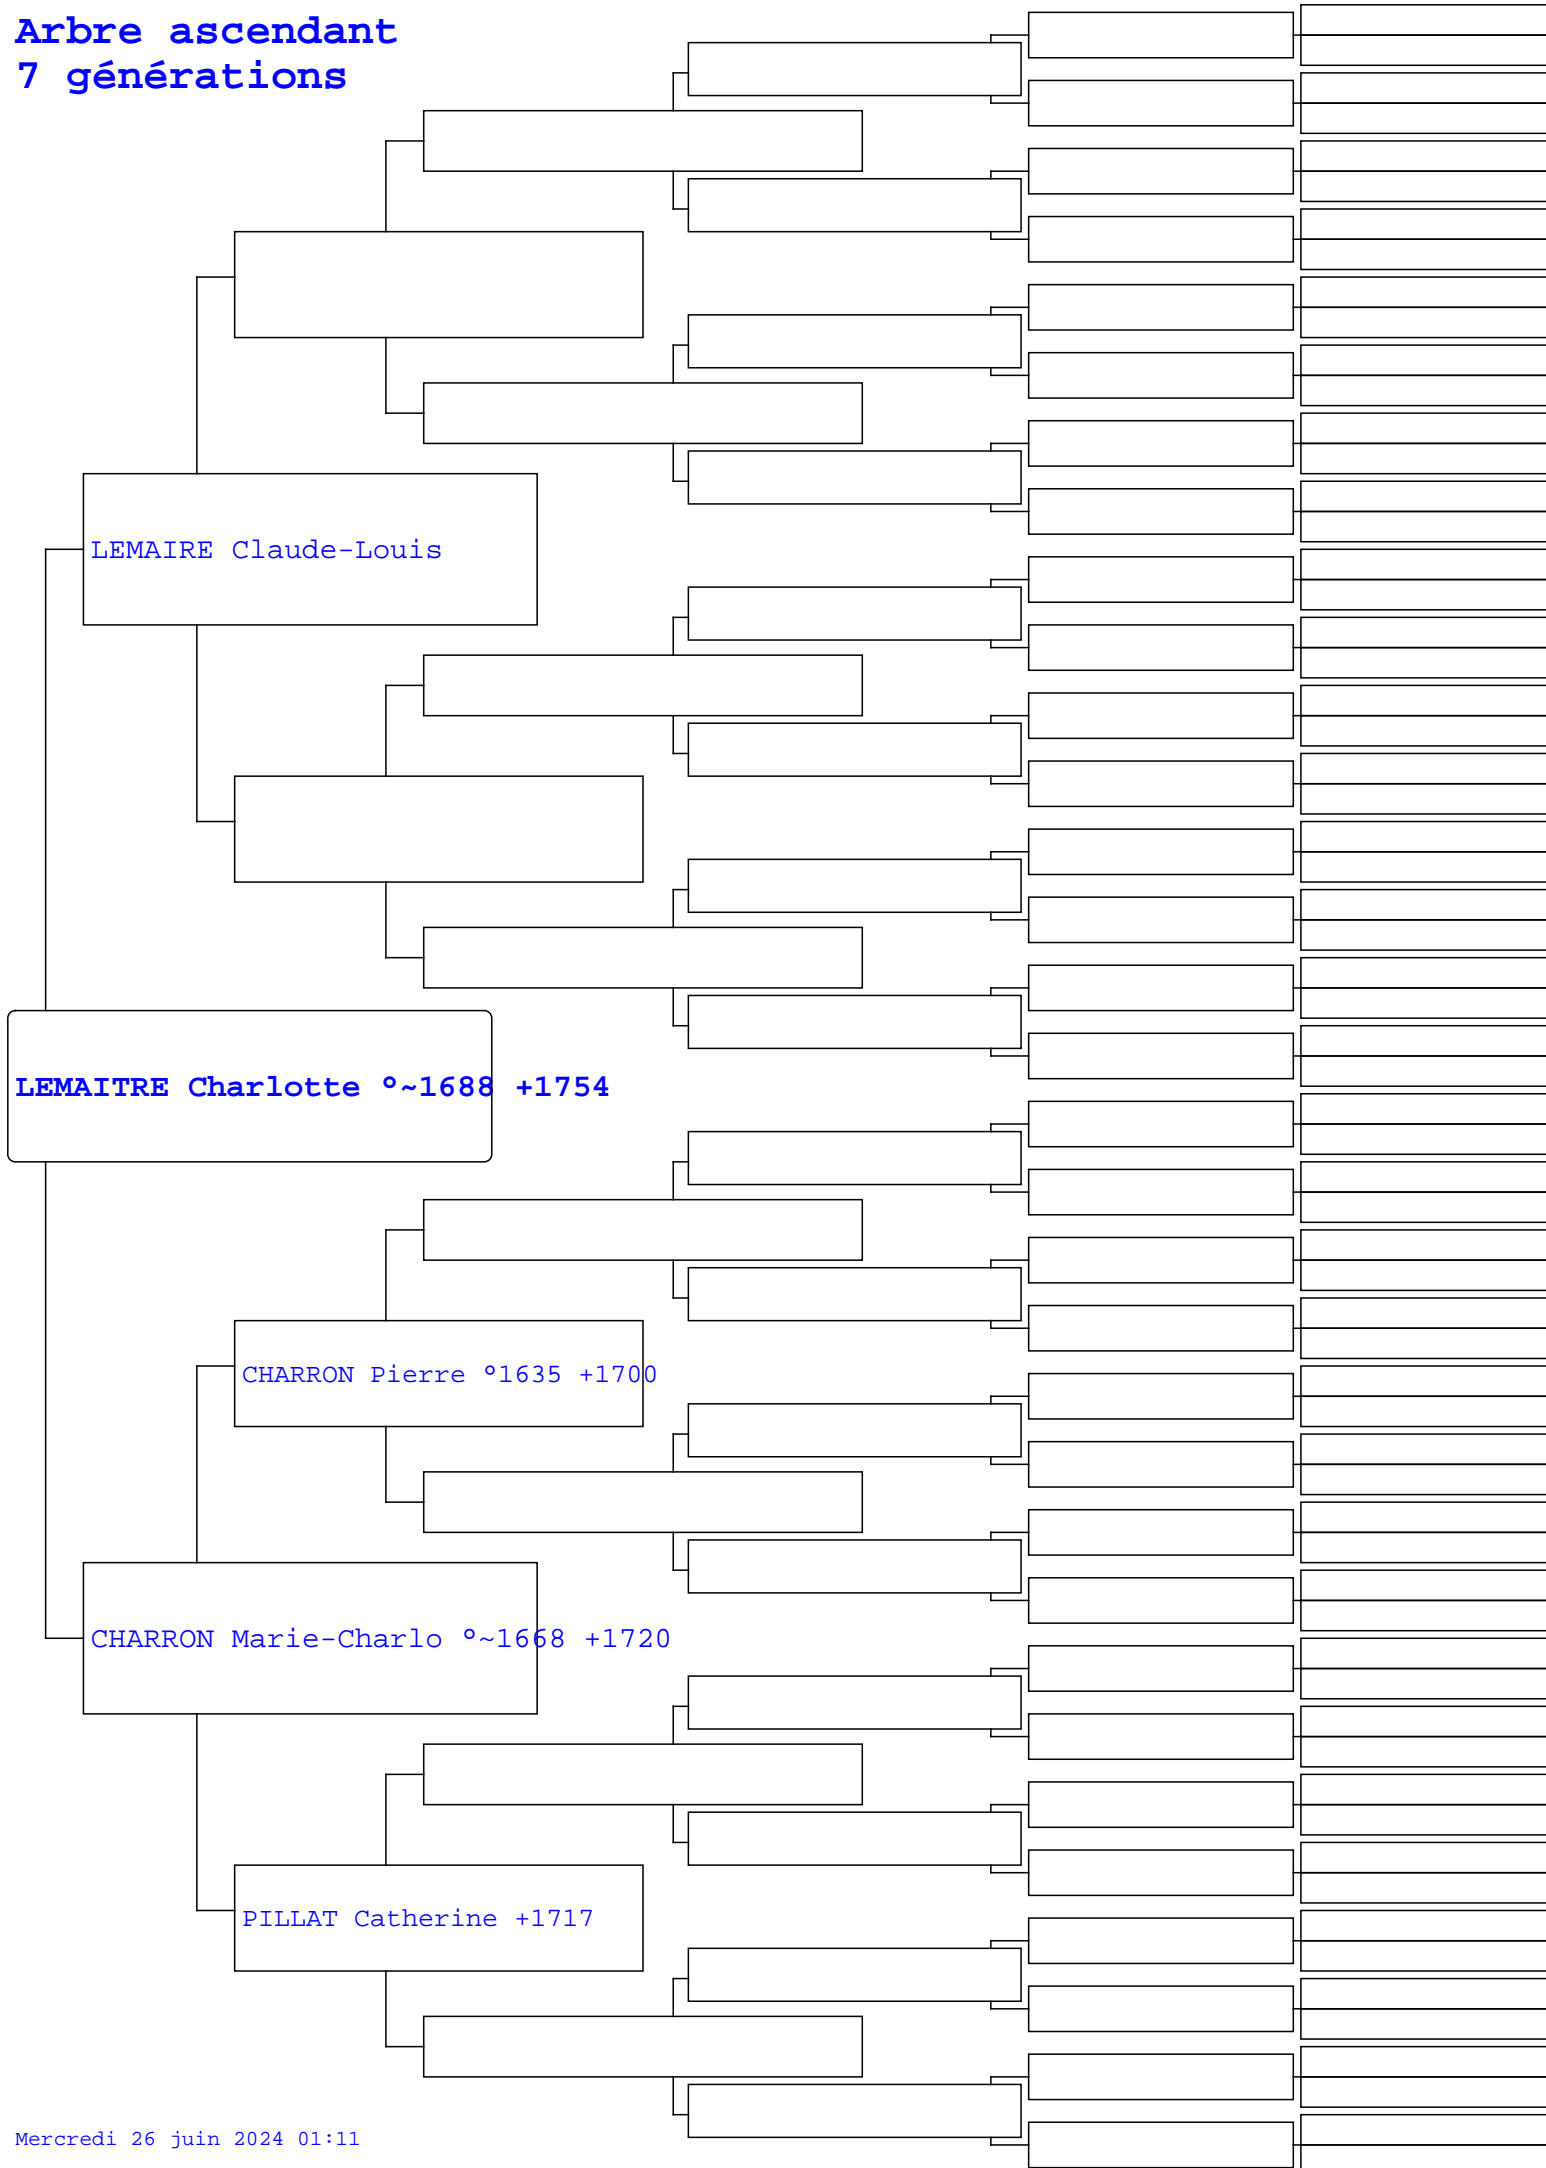 Arbre ascendant
7 générations
LEMAIRE Claude-Louis
LEMAITRE Charlotte °~1688 +1754
CHARRON Pierre °1635 +1700
CHARRON Marie-Charlo °~1668 +1720
PILLAT Catherine +1717
Mercredi 26 juin 2024 01:11